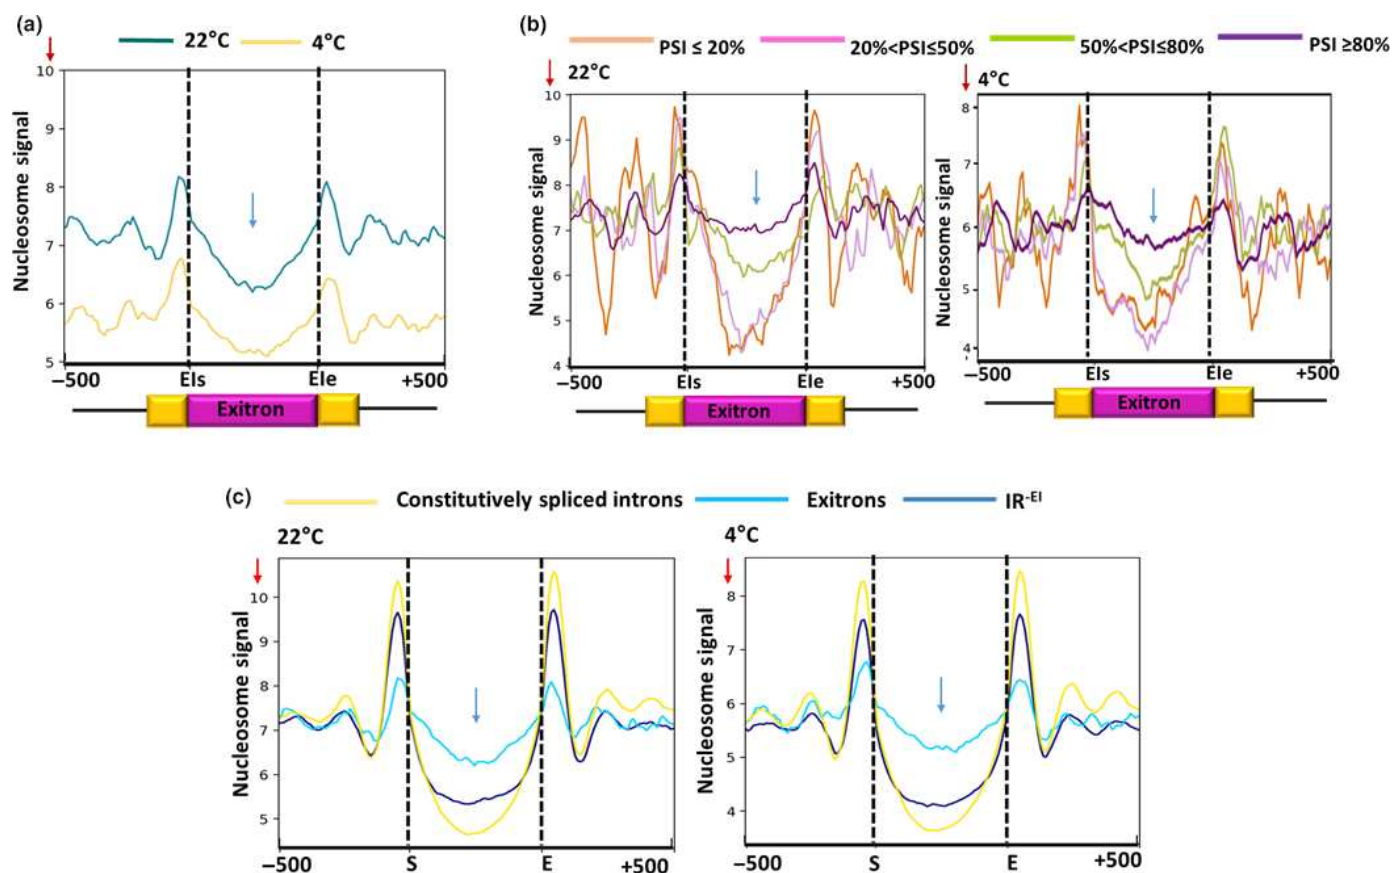 (a)
22°C 4°C
Nucleosome signal
10
9
8
7
6
5
–500 EIs EIe +500
Exitron
(b)
PSI ≤ 20% 20%<PSI≤50% 50%<PSI≤80% PSI ≥80%
22°C
Nucleosome signal
10
9
8
7
6
5
4
–500 EIs EIe +500
Exitron
4°C
Nucleosome signal
8
7
6
5
4
–500 EIs EIe +500
Exitron
(c)
Constitutively spliced introns Exitrons IR-EI
22°C
Nucleosome signal
10
9
8
7
6
5
–500 S E +500
4°C
Nucleosome signal
8
7
6
5
4
–500 S E +500